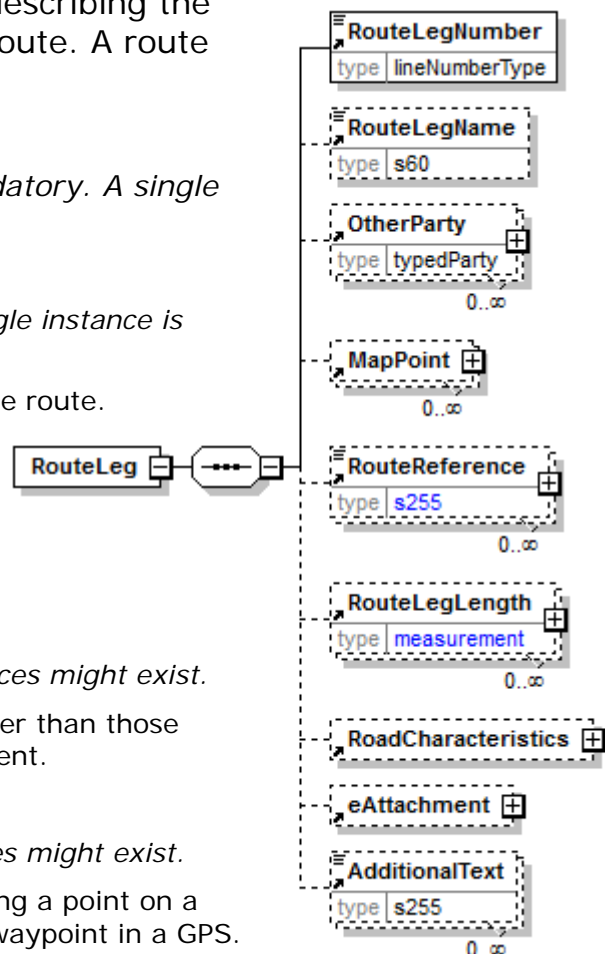 describing the
oute. A route
datory. A single
gle instance is
e route.
ces might exist.
er than those
ent.
es might exist.
ng a point on a
waypoint in a GPS.
RouteLeg
RouteLegNumber
type lineNumberType
RouteLegName
type s60
OtherParty
type typedParty
0..∞
MapPoint
0..∞
RouteReference
type s255
0..∞
RouteLegLength
type measurement
0..∞
RoadCharacteristics
eAttachment
AdditionalText
type s255
0..∞